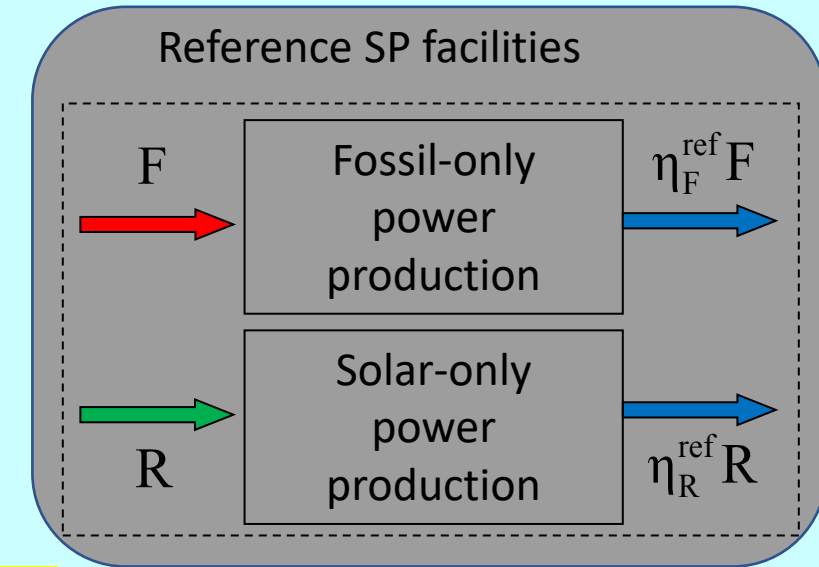 Reference SP facilities
F
Fossil-only
power
production
η_F^ref F
R
Solar-only
power
production
η_R^ref R